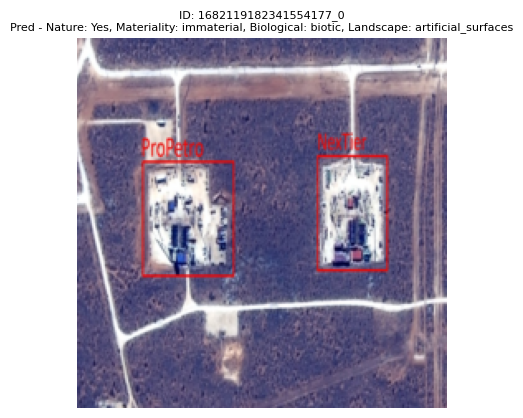 ID: 1682119182341554177_0
Pred - Nature: Yes, Materiality: immaterial, Biological: biotic, Landscape: artificial_surfaces
ProPetro
NexTier